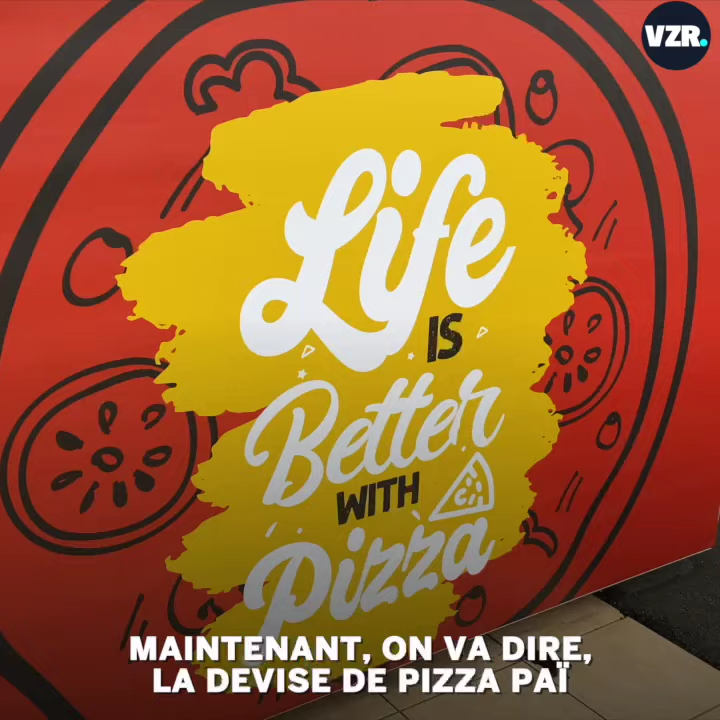 VZR.
Life
IS
Better
WITH
Pizza
MAINTENANT, ON VA DIRE,
LA DEVISE DE PIZZA PAÏ